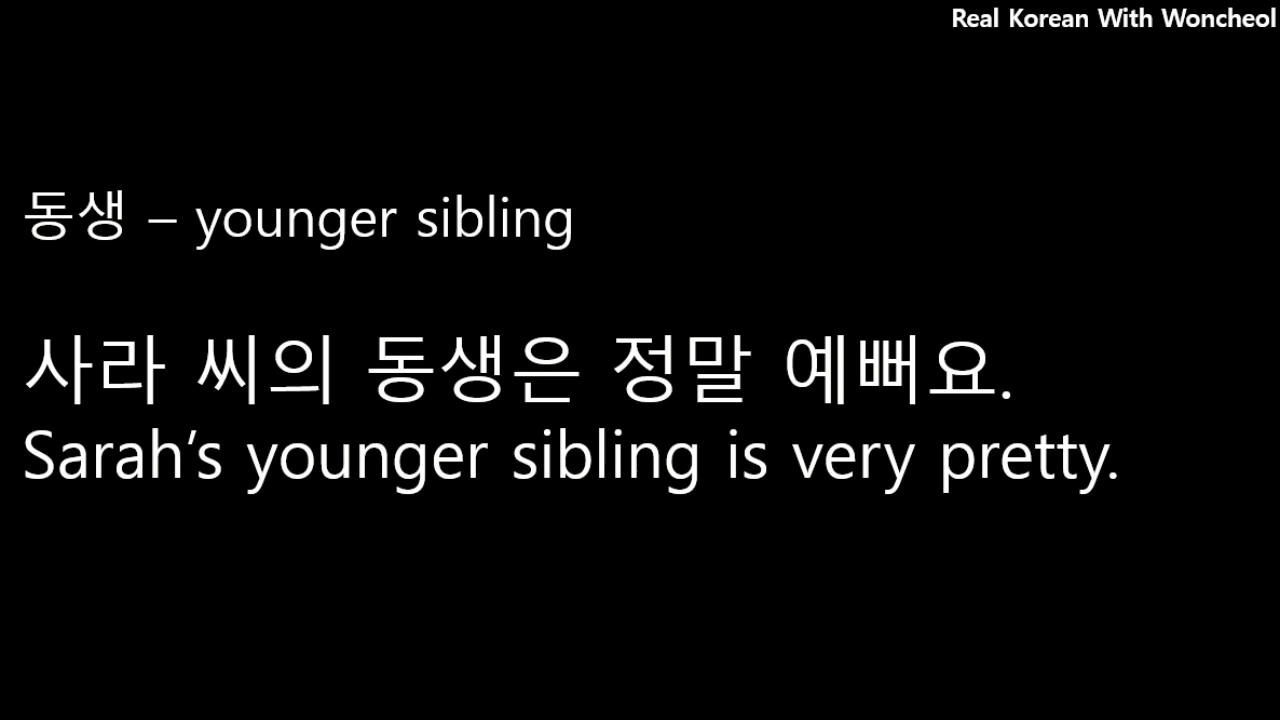 Real Korean With Woncheol
동생 – younger sibling
사라 씨의 동생은 정말 예뻐요.
Sarah’s younger sibling is very pretty.